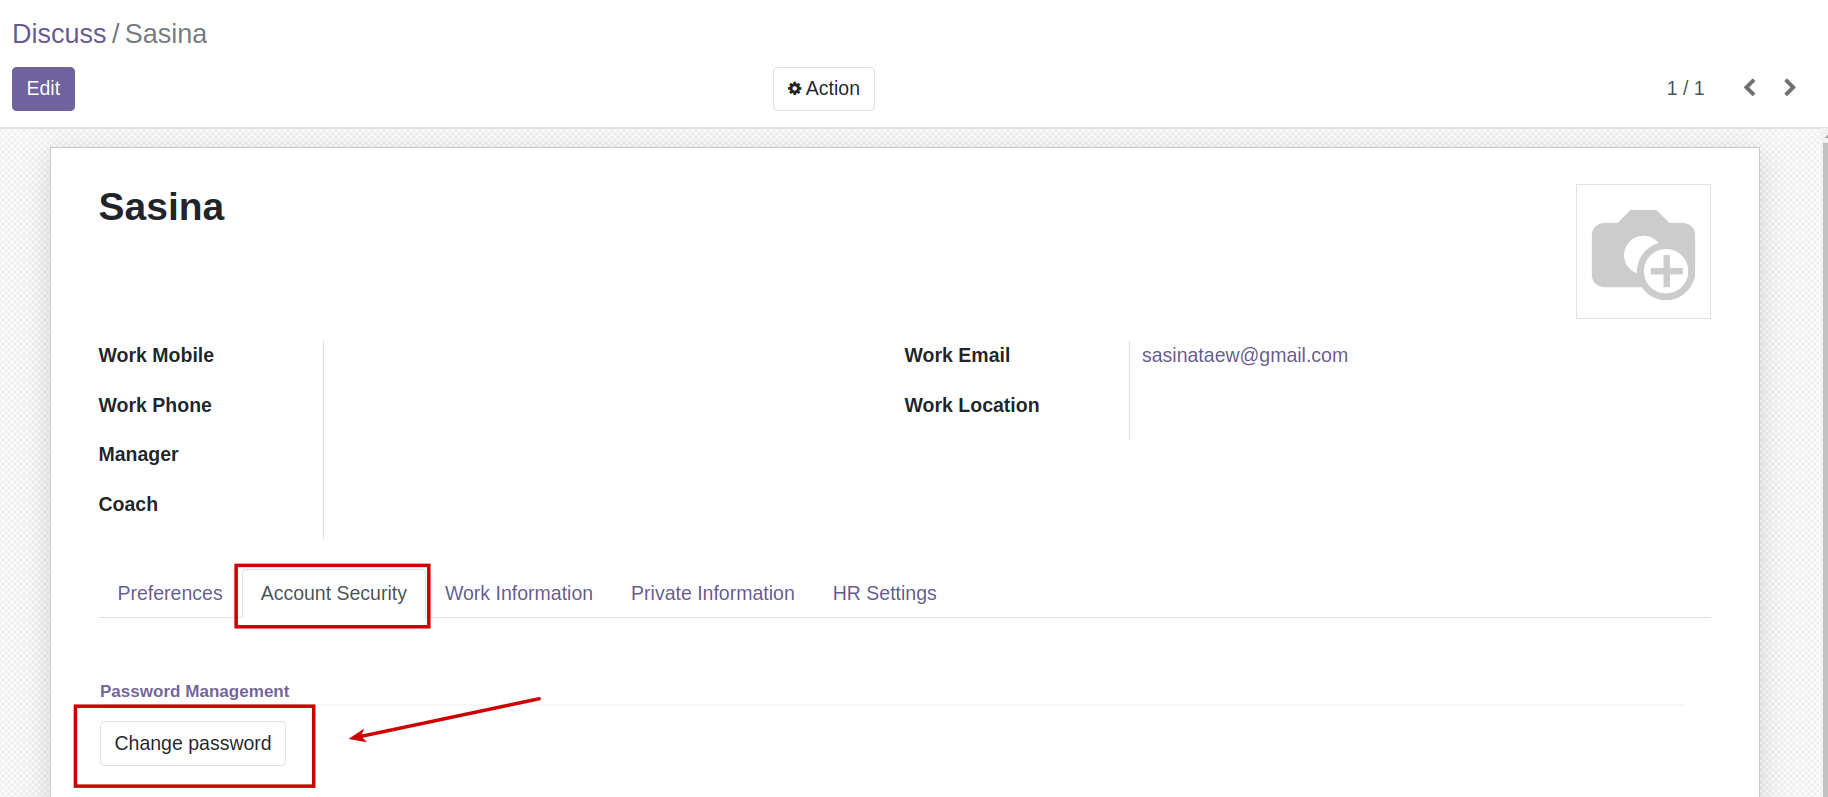 Discuss / Sasina
Edit
Action
1 / 1
Sasina
Work Mobile
Work Email sasinataew@gmail.com
Work Phone
Work Location
Manager
Coach
Preferences Account Security Work Information Private Information HR Settings
Password Management
Change password